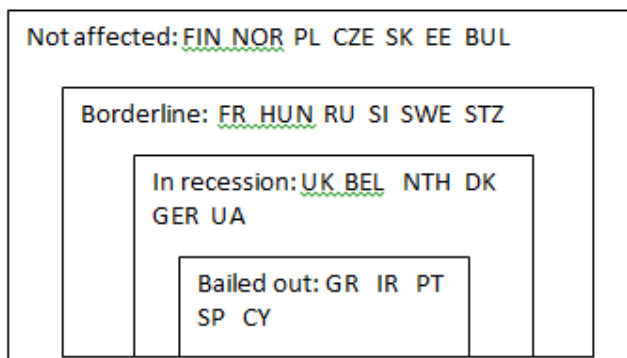 Not affected: FIN NOR PL CZE SK EE BUL
Borderline: FR HUN RU SI SWE STZ
In recession: UK BEL NTH DK
GER UA
Bailed out: GR IR PT
SP CY